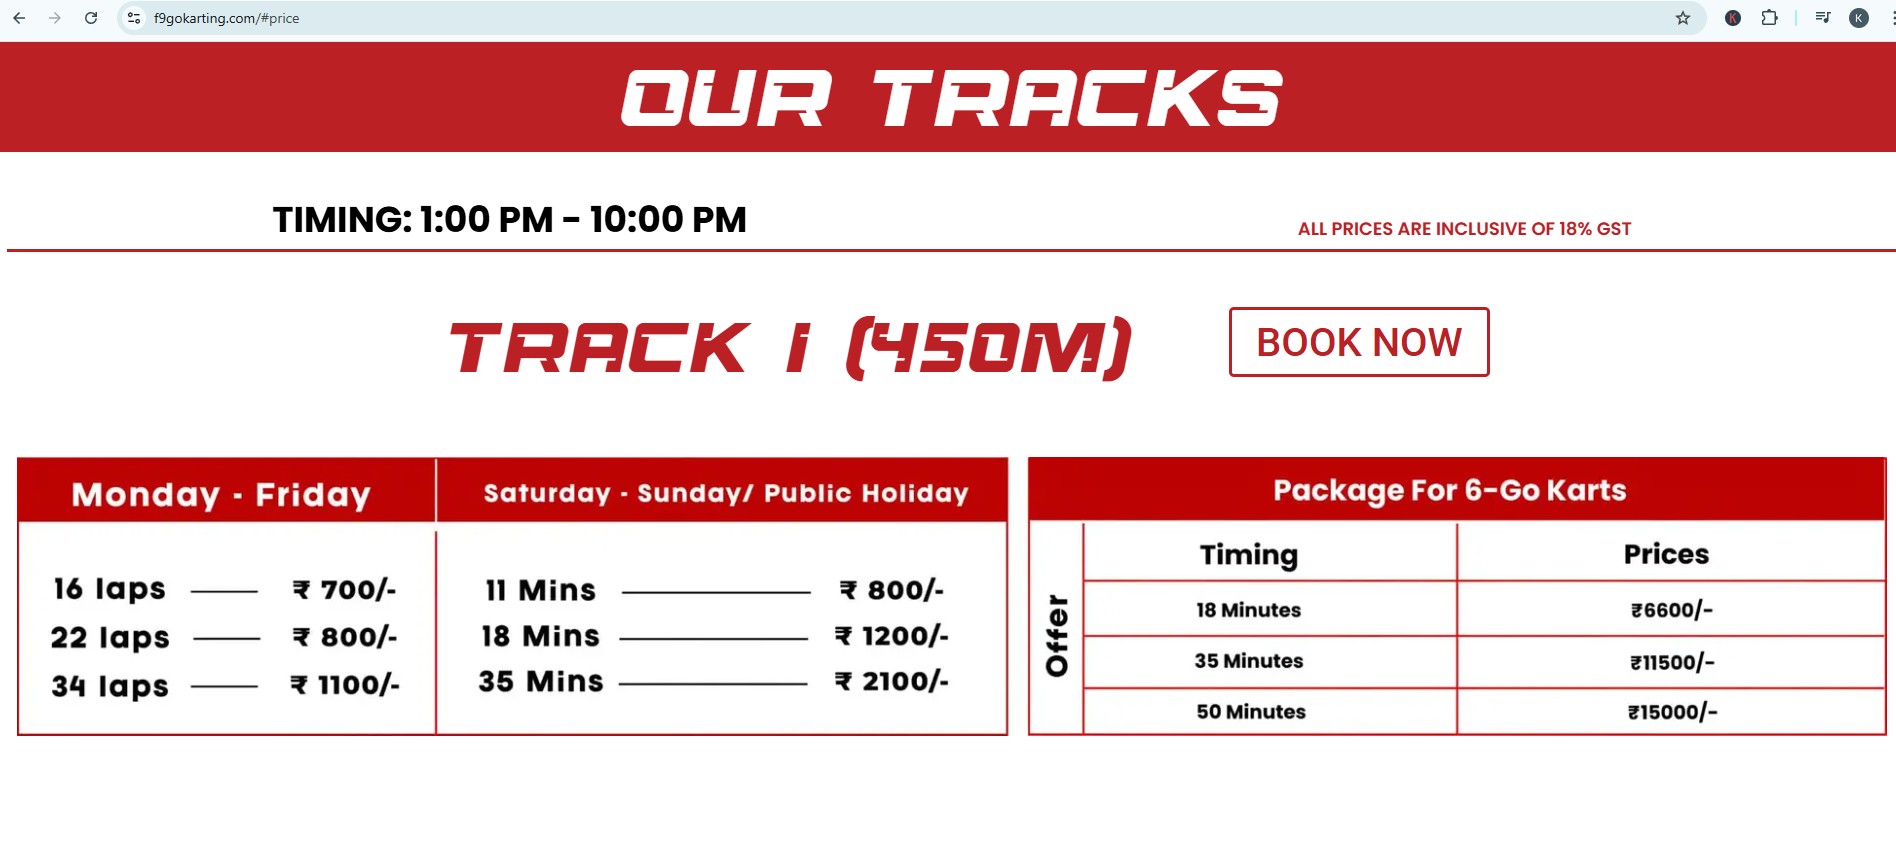 f9gokarting.com/#price
K
K
OUR TRACKS
TIMING: 1:00 PM – 10:00 PM
ALL PRICES ARE INCLUSIVE OF 18% GST
TRACK 1 (450M)
BOOK NOW
Monday - Friday
16 laps ₹ 700/-
22 laps ₹ 800/-
34 laps ₹ 1100/-
Saturday - Sunday/ Public Holiday
11 Mins ₹ 800/-
18 Mins ₹ 1200/-
35 Mins ₹ 2100/-
Package For 6-Go Karts
Offer
Timing Prices
18 Minutes ₹6600/-
35 Minutes ₹11500/-
50 Minutes ₹15000/-